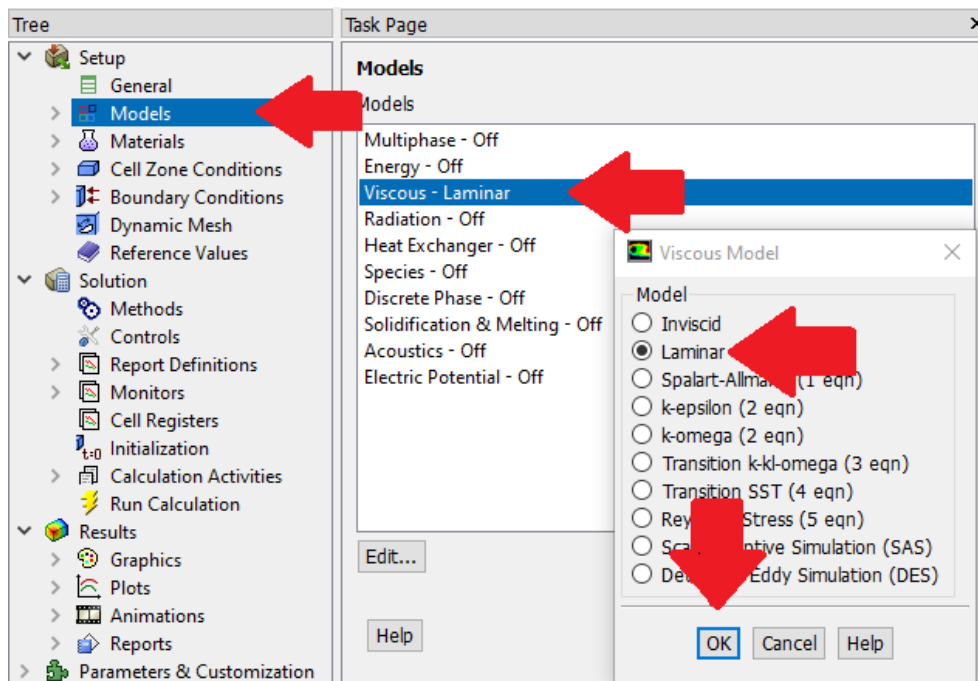 Tree
Setup
General
Models
Materials
Cell Zone Conditions
Boundary Conditions
Dynamic Mesh
Reference Values
Solution
Methods
Controls
Report Definitions
Monitors
Cell Registers
t=0 Initialization
Calculation Activities
Run Calculation
Results
Graphics
Plots
Animations
Reports
Parameters & Customization
Task Page
Models
Models
Multiphase - Off
Energy - Off
Viscous - Laminar
Radiation - Off
Heat Exchanger - Off
Species - Off
Discrete Phase - Off
Solidification & Melting - Off
Acoustics - Off
Electric Potential - Off
Edit...
Help
Viscous Model
Model
Inviscid
Laminar
(1 eqn)
k-epsilon (2 eqn)
k-omega (2 eqn)
Transition k-kl-omega (3 eqn)
Transition SST (4 eqn)
Stress (5 eqn)
Simulation (SAS)
Eddy Simulation (DES)
OK Cancel Help